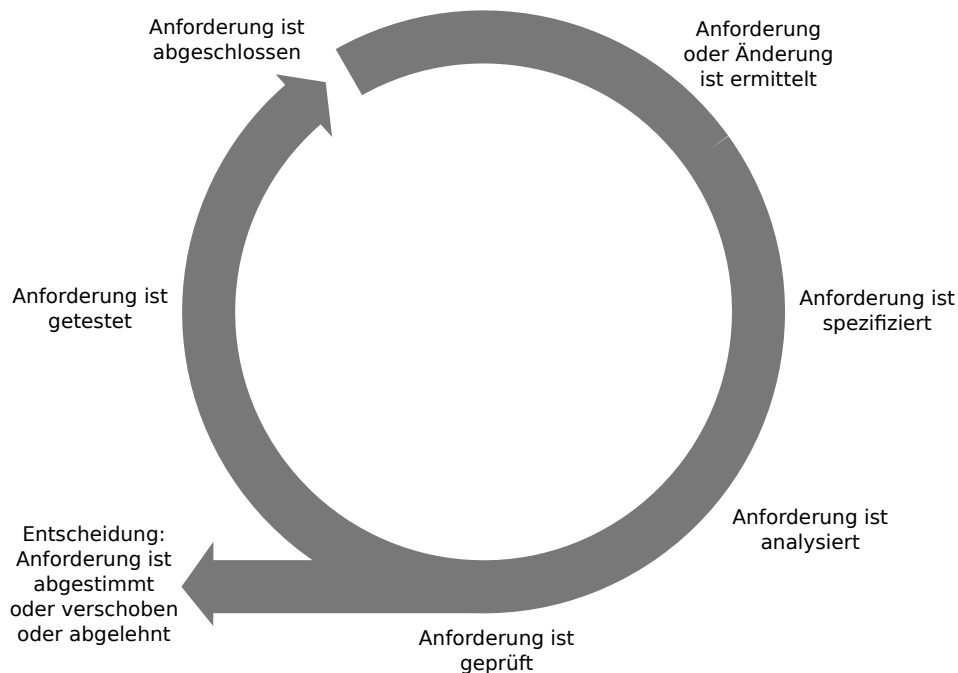 Anforderung ist
abgeschlossen
Anforderung
oder Änderung
ist ermittelt
Anforderung ist
spezifiziert
Anforderung ist
analysiert
Anforderung ist
geprüft
Entscheidung:
Anforderung ist
abgestimmt
oder verschoben
oder abgelehnt
Anforderung ist
getestet